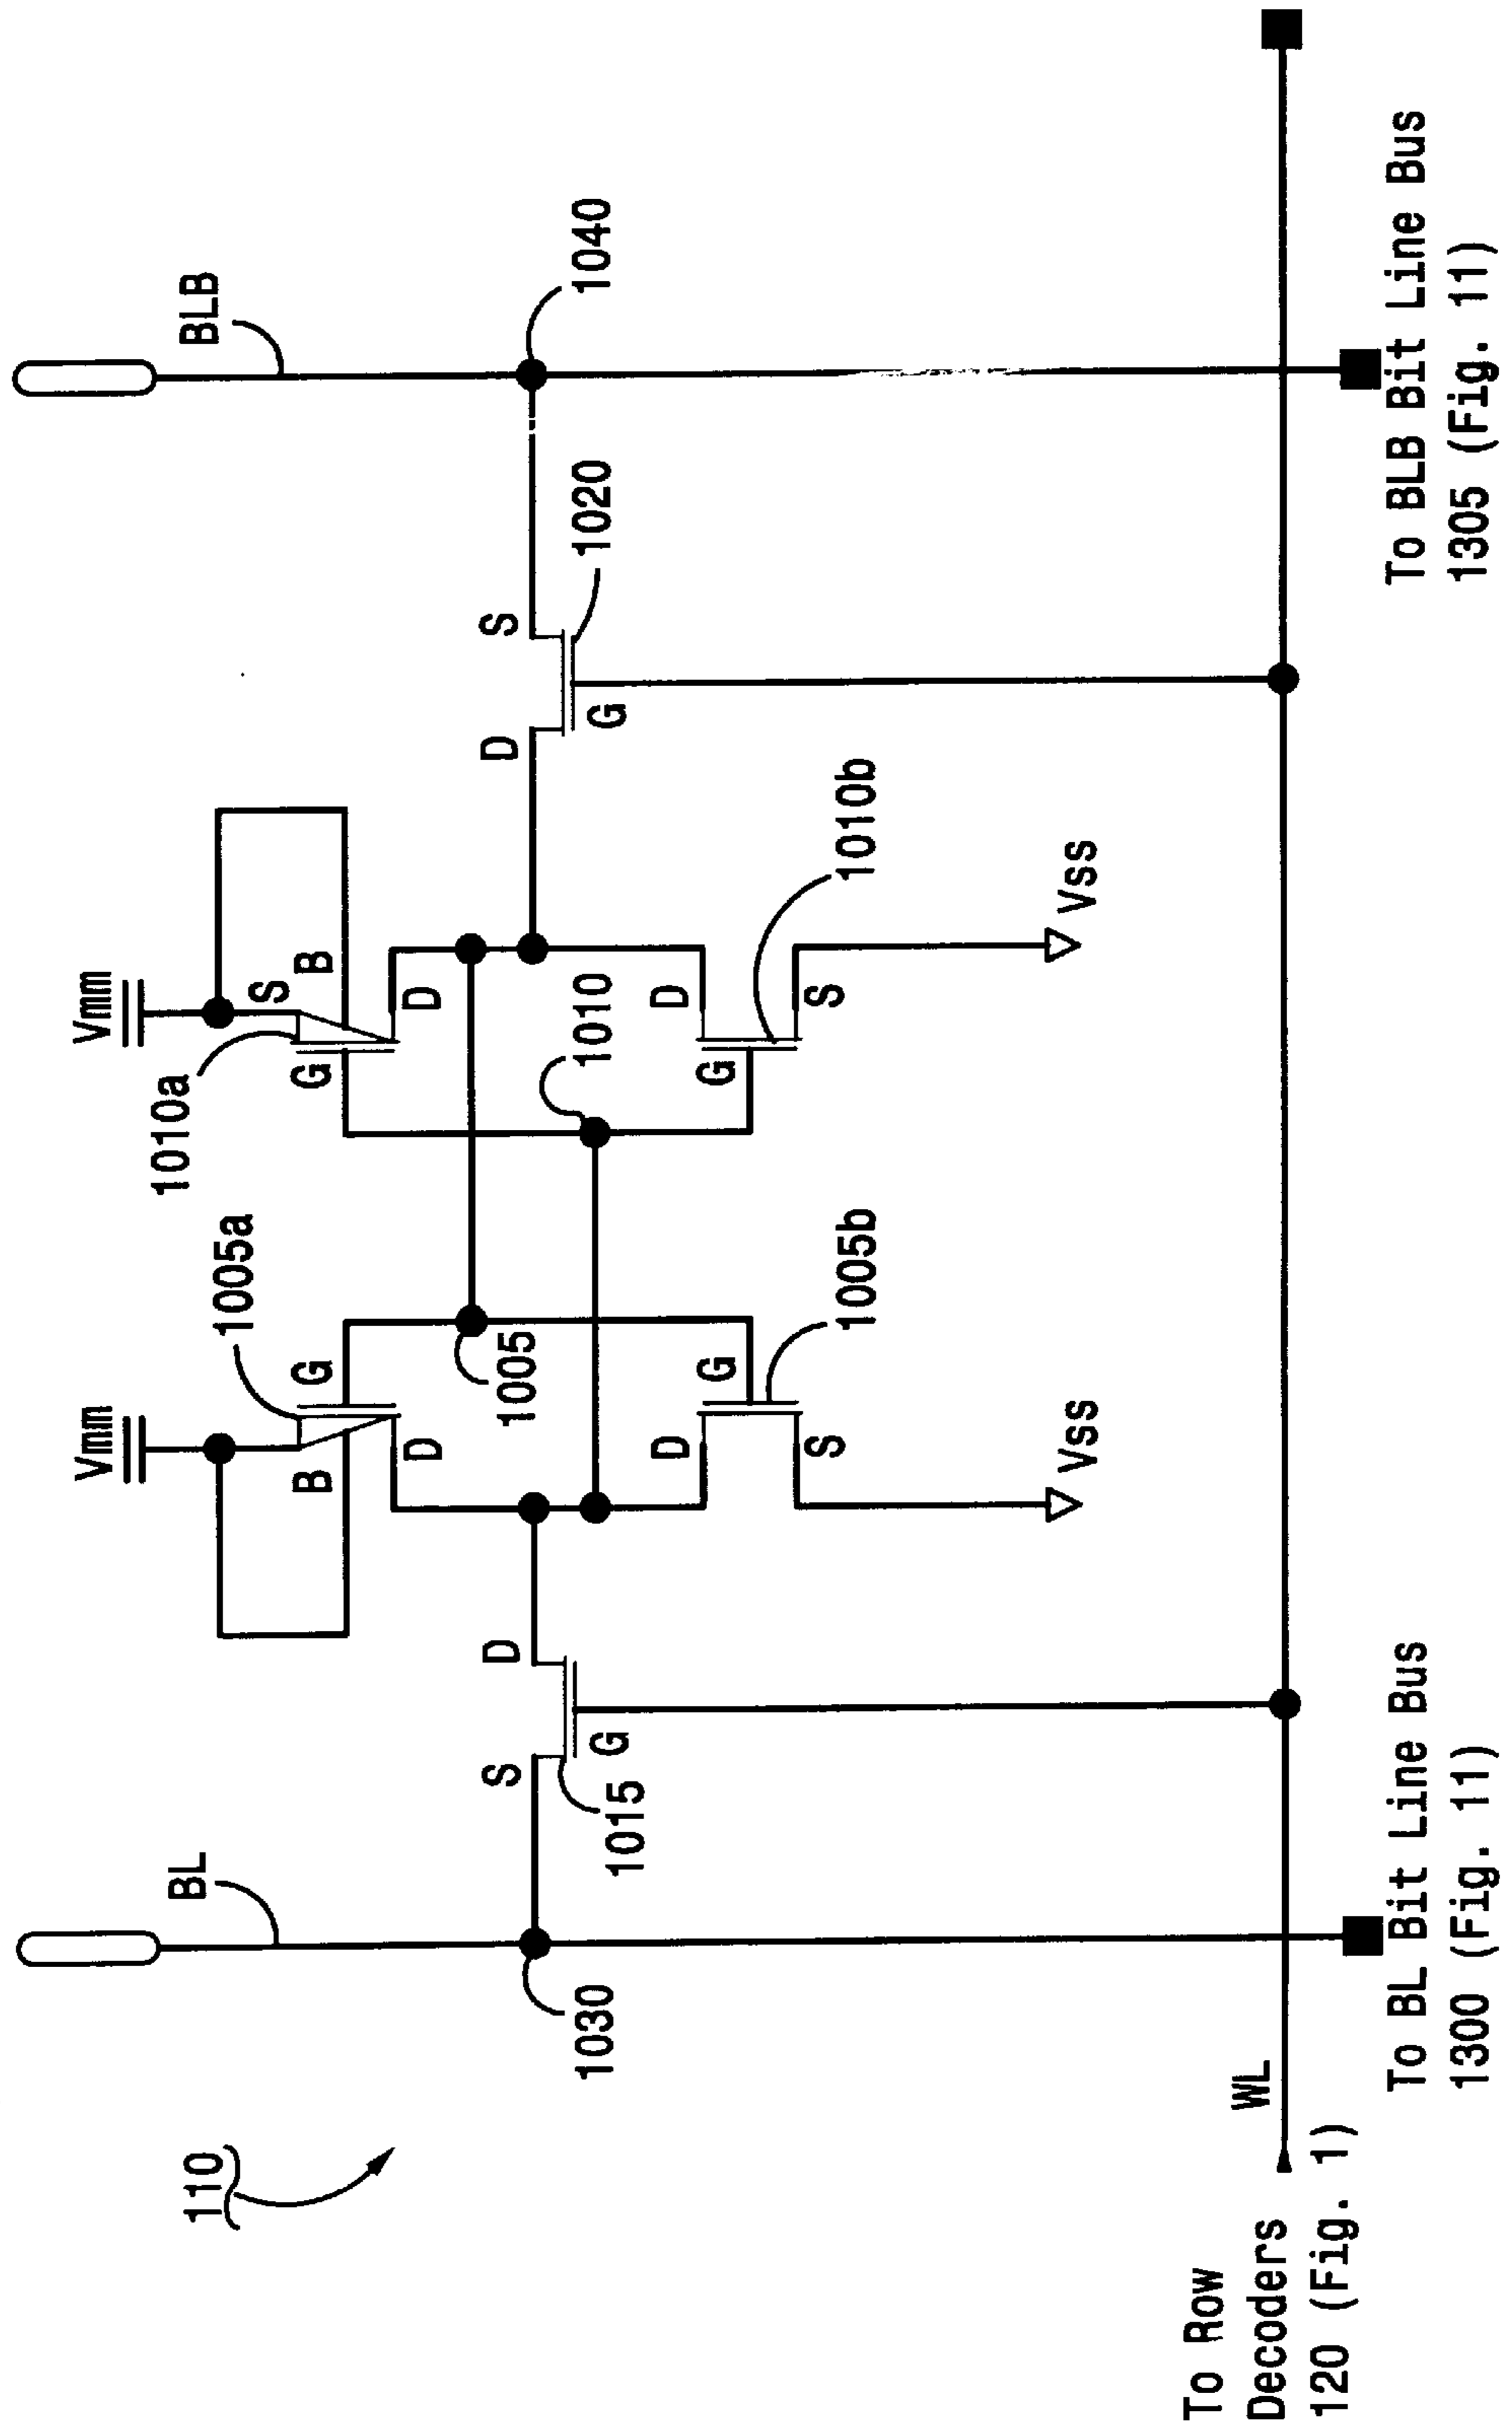 110
BL
BLB
Vmm
Vmm
1005a
1010a
S
B
G
G
B
D
D
1030
S
D
1005
1010
D
S
1040
G
1015
D
G
S
G
D
S
G
1020
1005b
1010b
Vss
Vss
WL
To Row
Decoders
120 (Fig. 1)
To BL Bit Line Bus
1300 (Fig. 11)
To BLB Bit Line Bus
1305 (Fig. 11)